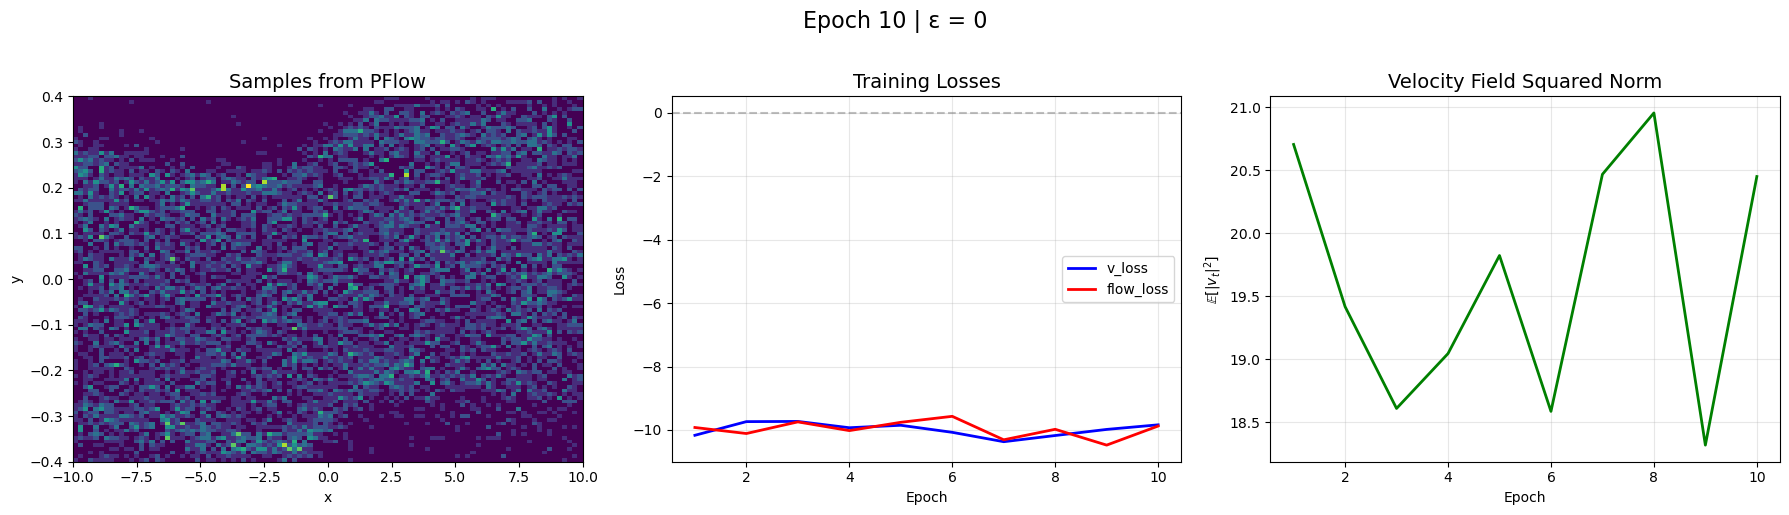 Epoch 10 | ε = 0
Samples from PFlow
0.4
0.3
0.2
0.1
0.0
−0.1
−0.2
−0.3
−0.4
y
−10.0 −7.5 −5.0 −2.5 0.0 2.5 5.0 7.5 10.0
x
Training Losses
0
−2
−4
−6
−8
−10
Loss
v_loss
flow_loss
2 4 6 8 10
Epoch
Velocity Field Squared Norm
21.0
20.5
20.0
19.5
19.0
18.5
𝔼[|v_t|²]
2 4 6 8 10
Epoch